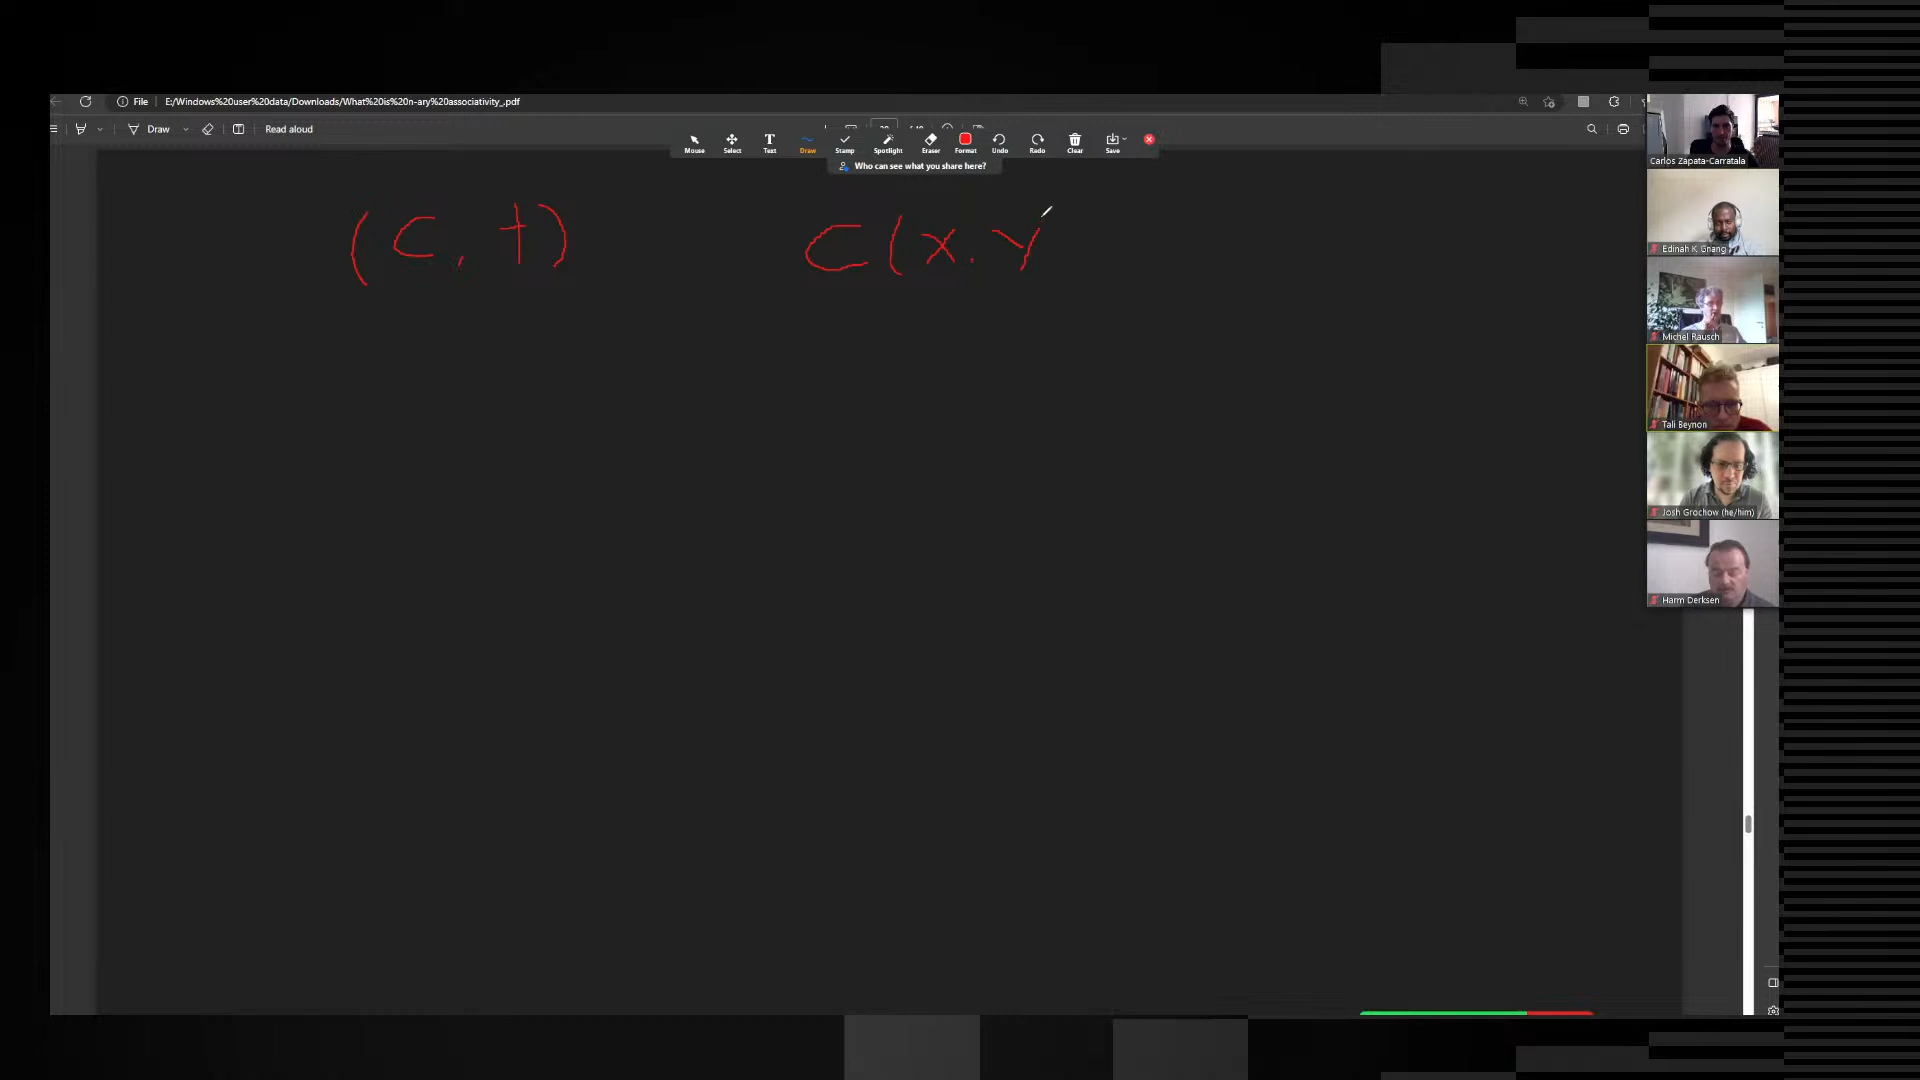 File | E:/Windows%20user%20data/Downloads/What%20is%20n-ary%20associativity_.pdf
Draw Read aloud
Mouse Select Text Draw Stamp Spotlight Eraser Format Undo Redo Clear Save
Who can see what you share here?
(C, †) C(X,Y
Carlos Zapata-Carratala
Edinah K Gnang
Michel Rausch
Tali Beynon
Josh Grochow (he/him)
Harm Derksen